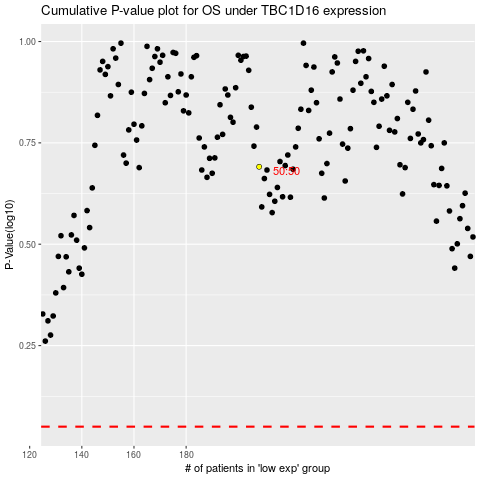 Cumulative P-value plot for OS under TBC1D16 expression
P-Value(log10)
1.00
0.75
0.50
0.25
50:50
120 140 160 180
# of patients in 'low exp' group